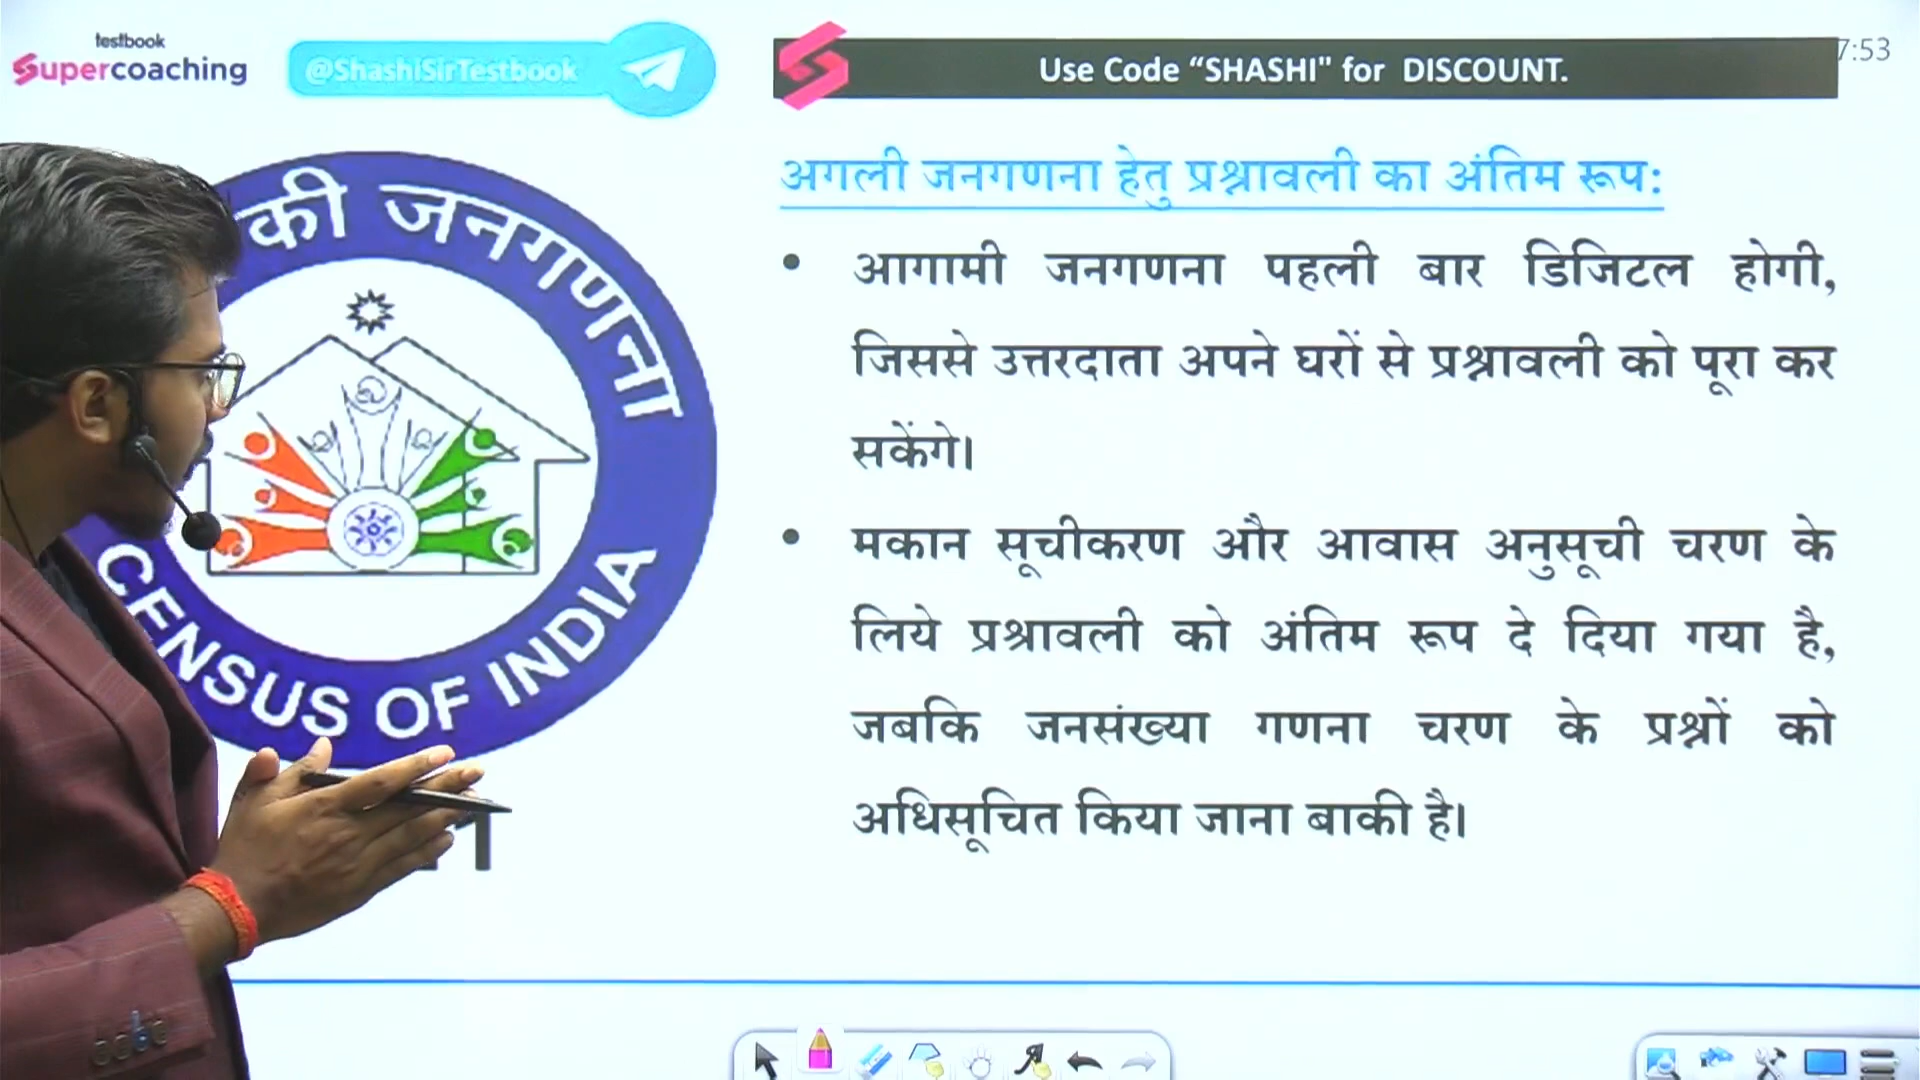 testbook
Supercoaching
@ShashiSirTestbook
Use Code “SHASHI" for DISCOUNT.
7:53
अगली जनगणना हेतु प्रश्नावली का अंतिम रूप:
• आगामी जनगणना पहली बार डिजिटल होगी,
जिससे उत्तरदाता अपने घरों से प्रश्नावली को पूरा कर
सकेंगे।
• मकान सूचीकरण और आवास अनुसूची चरण के
लिये प्रश्नावली को अंतिम रूप दे दिया गया है,
जबकि जनसंख्या गणना चरण के प्रश्नों को
अधिसूचित किया जाना बाकी है।
की जनगणना
CENSUS OF INDIA